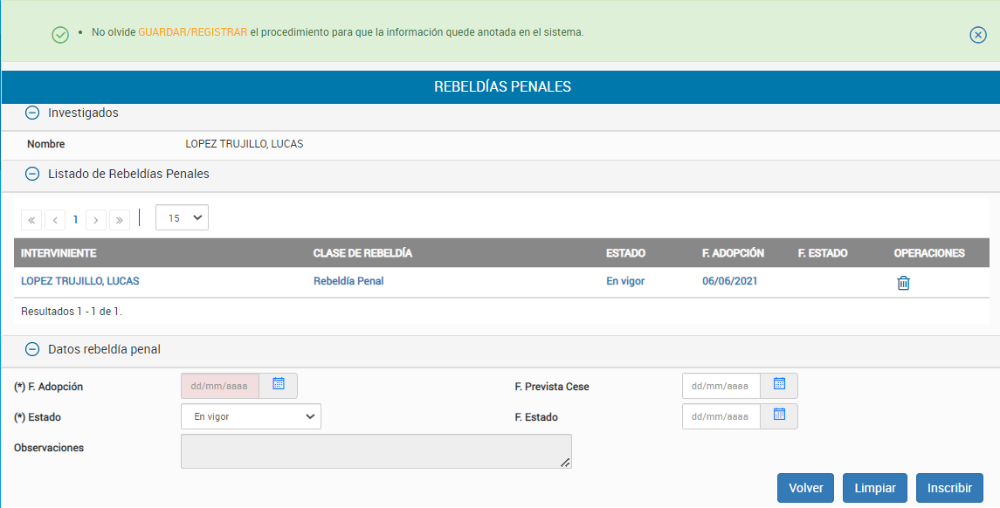 No olvide GUARDAR/REGISTRAR el procedimiento para que la información quede anotada en el sistema.
REBELDÍAS PENALES
Investigados
Nombre LOPEZ TRUJILLO, LUCAS
Listado de Rebeldías Penales
« ‹ 1 › » 15
INTERVINIENTE CLASE DE REBELDÍA ESTADO F. ADOPCIÓN F. ESTADO OPERACIONES
LOPEZ TRUJILLO, LUCAS Rebeldía Penal En vigor 06/06/2021
Resultados 1 - 1 de 1.
Datos rebeldía penal
(*) F. Adopción dd/mm/aaaa F. Prevista Cese dd/mm/aaaa
(*) Estado En vigor F. Estado dd/mm/aaaa
Observaciones
Volver Limpiar Inscribir